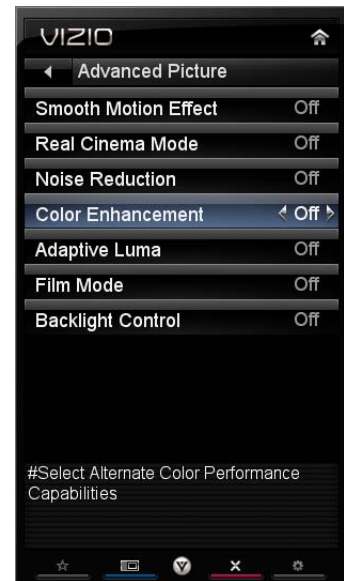 VIZIO
Advanced Picture
Smooth Motion Effect Off
Real Cinema Mode Off
Noise Reduction Off
Color Enhancement Off
Adaptive Luma Off
Film Mode Off
Backlight Control Off
#Select Alternate Color Performance
Capabilities
V